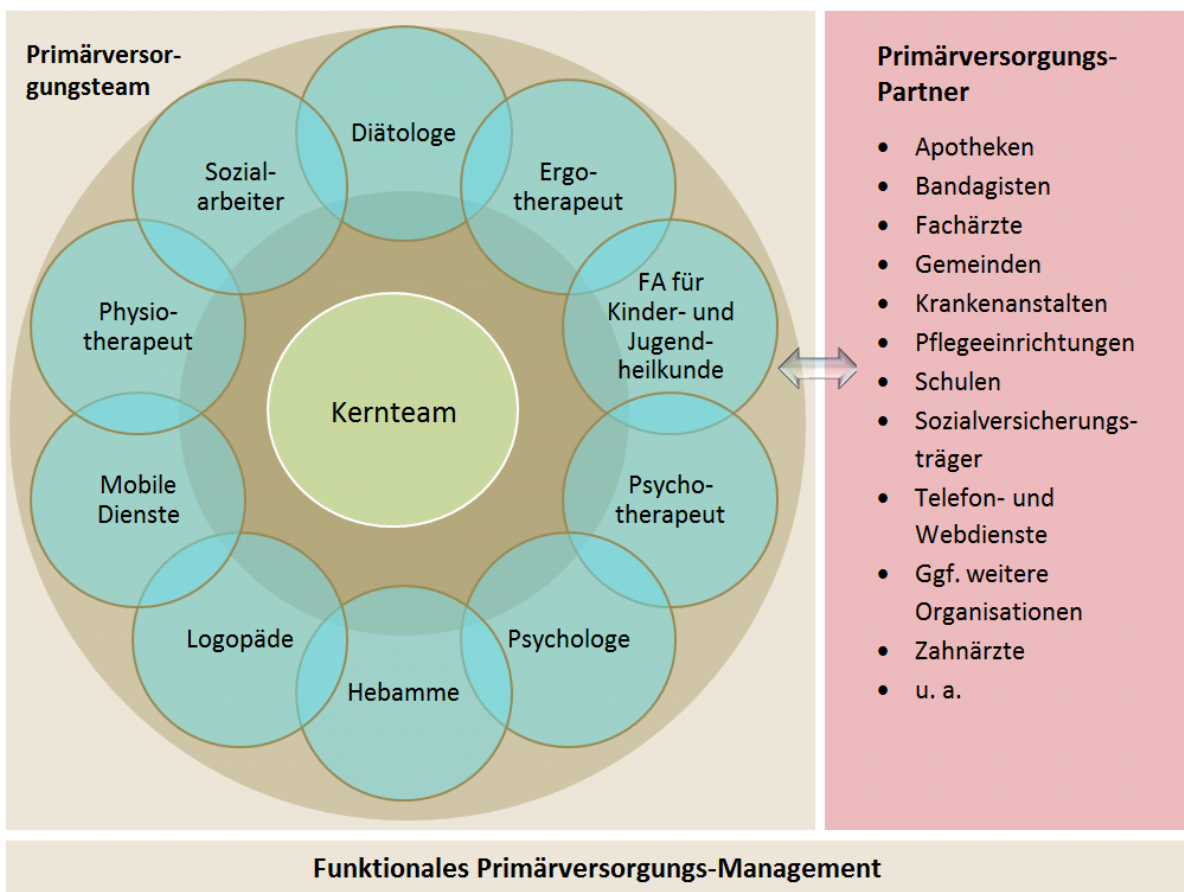 Primärversor-
gungsteam
Diätologe
Ergo-
therapeut
FA für
Kinder- und
Jugend-
heilkunde
Psycho-
therapeut
Psychologe
Hebamme
Logopäde
Mobile
Dienste
Physio-
therapeut
Sozial-
arbeiter
Kernteam
Primärversorgungs-
Partner
• Apotheken
• Bandagisten
• Fachärzte
• Gemeinden
• Krankenanstalten
• Pflegeeinrichtungen
• Schulen
• Sozialversicherungs-
träger
• Telefon- und
Webdienste
• Ggf. weitere
Organisationen
• Zahnärzte
• u. a.
Funktionales Primärversorgungs-Management